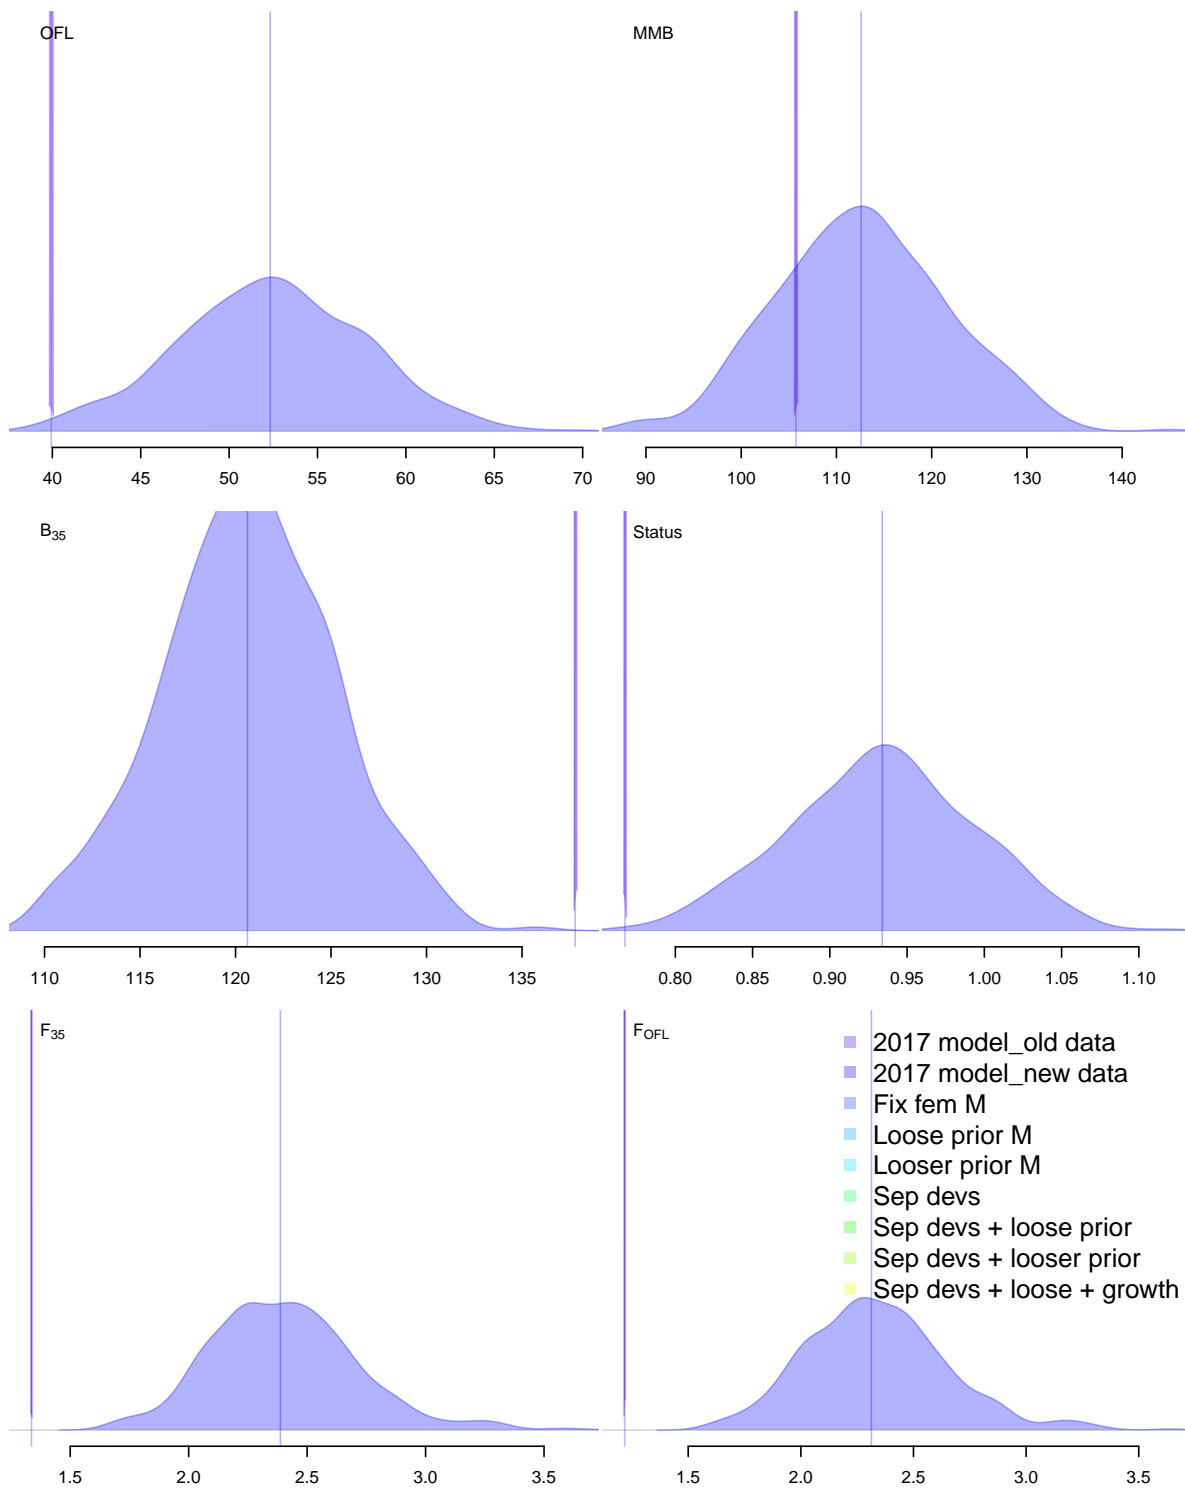 OFL
40 45 50 55 60 65 70
MMB
90 100 110 120 130 140
B35
110 115 120 125 130 135
Status
0.80 0.85 0.90 0.95 1.00 1.05 1.10
F35
1.5 2.0 2.5 3.0 3.5
FOFL
2017 model_old data
2017 model_new data
Fix fem M
Loose prior M
Looser prior M
Sep devs
Sep devs + loose prior
Sep devs + looser prior
Sep devs + loose + growth
1.5 2.0 2.5 3.0 3.5